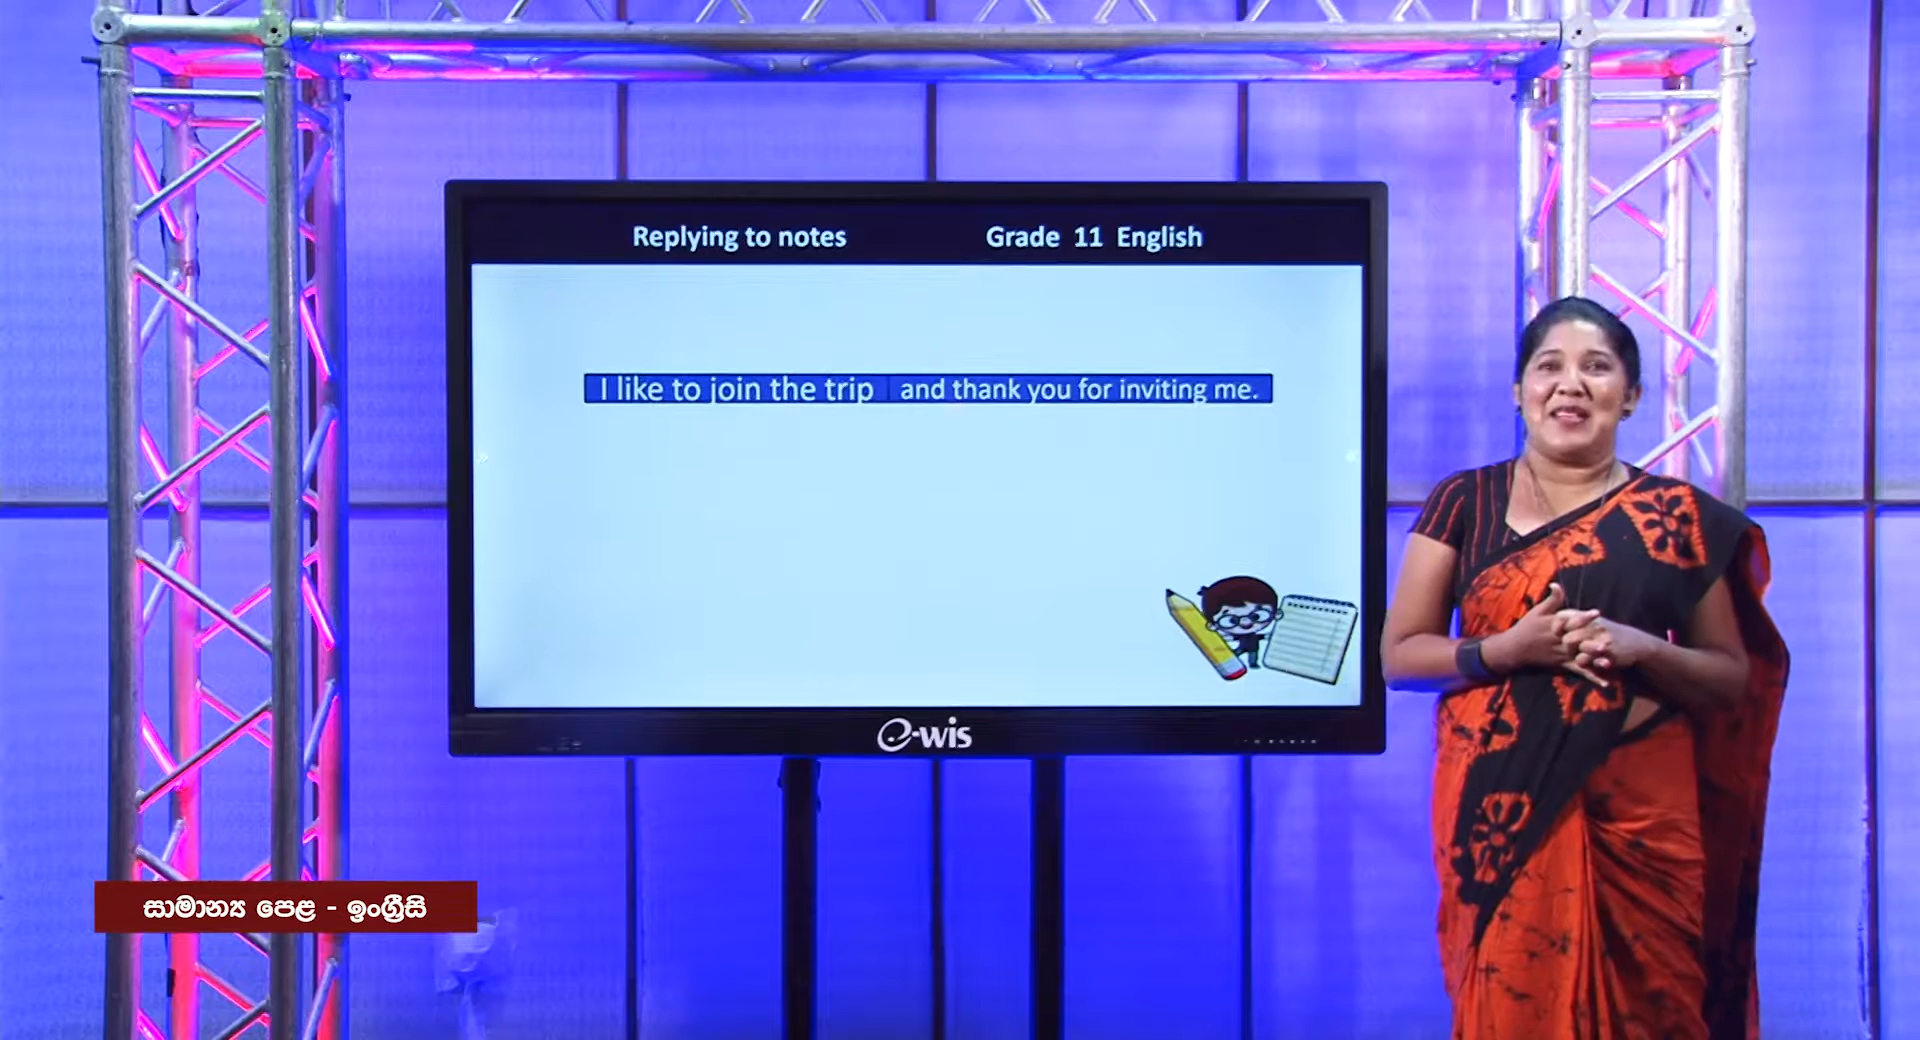 Replying to notes Grade 11 English
I like to join the trip and thank you for inviting me.
e-wis
සාමාන්‍ය පෙළ - ඉංග්‍රීසි